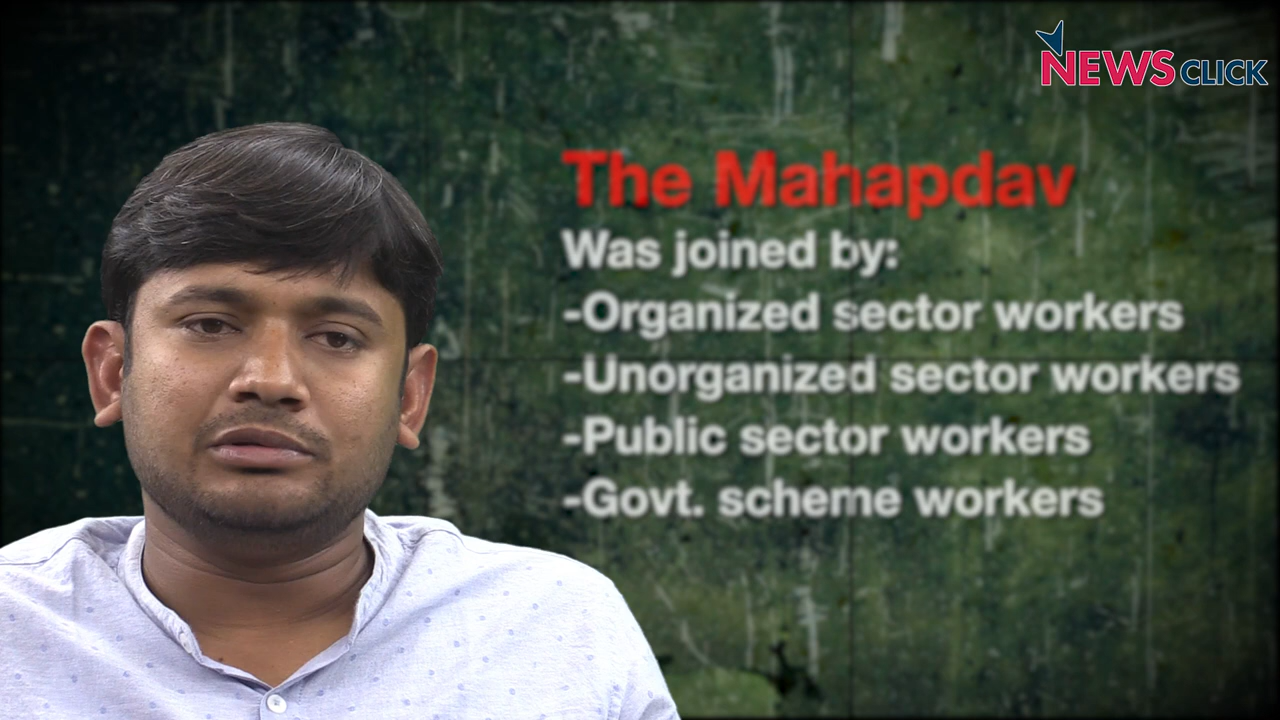 NEWSCLICK
The Mahapdav
Was joined by:
-Organized sector workers
-Unorganized sector workers
-Public sector workers
-Govt. scheme workers